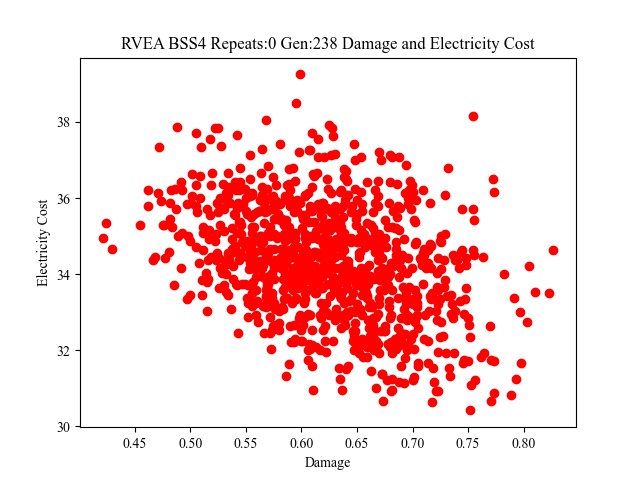 RVEA BSS4 Repeats:0 Gen:238 Damage and Electricity Cost
Electricity Cost
38
36
34
32
30
0.45 0.50 0.55 0.60 0.65 0.70 0.75 0.80
Damage